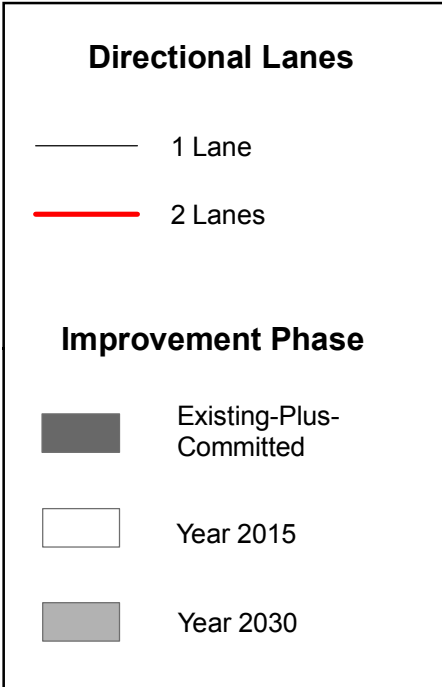 Directional Lanes
1 Lane
2 Lanes
Improvement Phase
Existing-Plus-
Committed
Year 2015
Year 2030